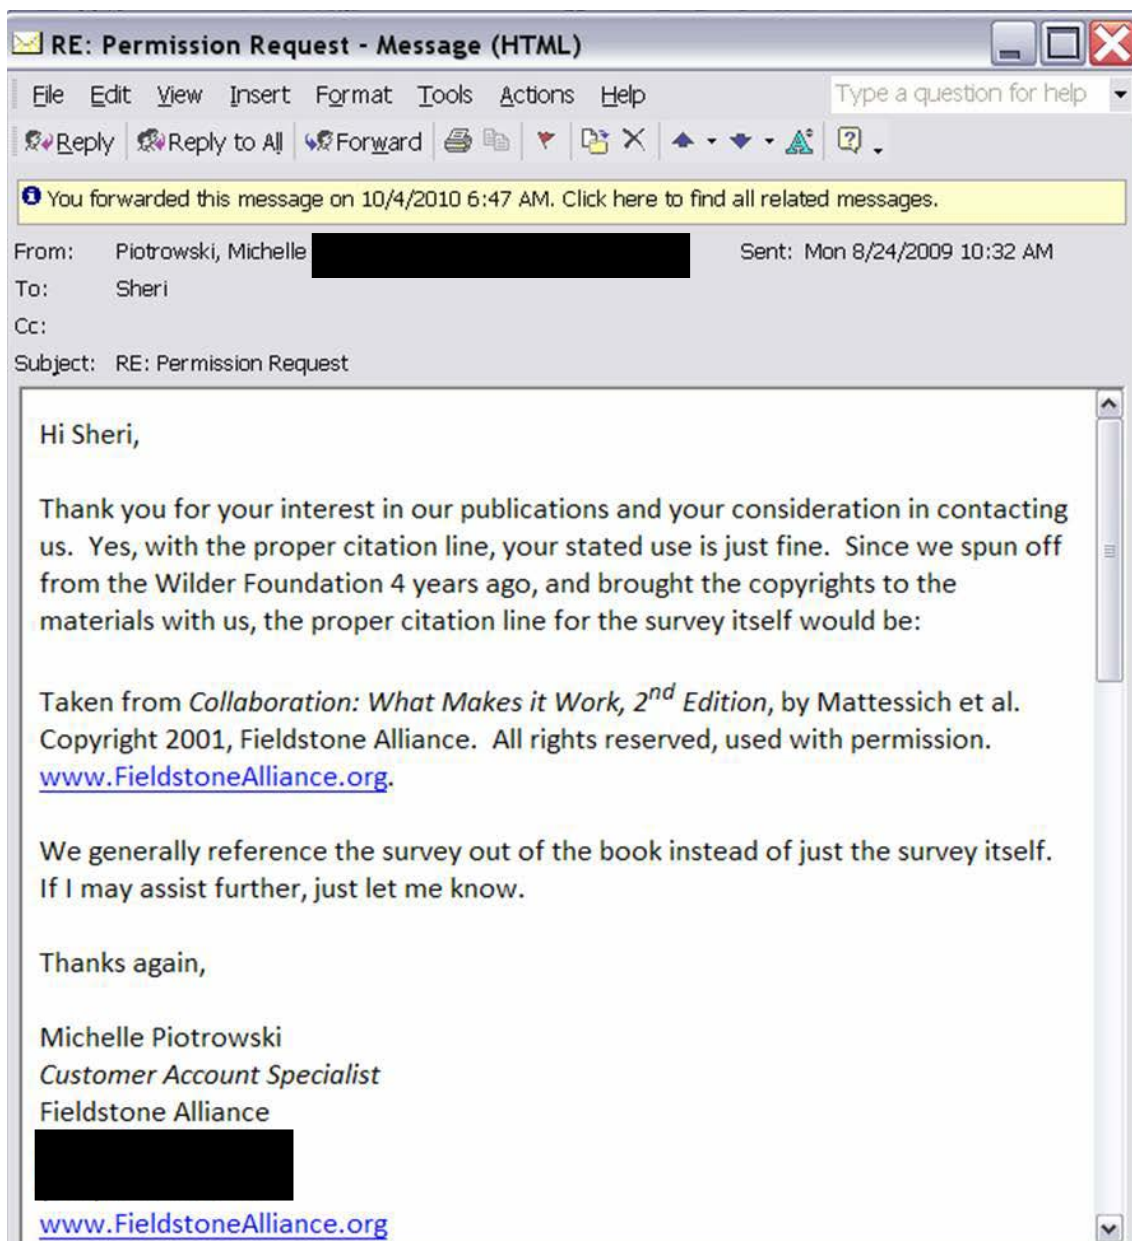 RE: Permission Request - Message (HTML)
File Edit View Insert Format Tools Actions Help Type a question for help
Reply Reply to All Forward
You forwarded this message on 10/4/2010 6:47 AM. Click here to find all related messages.
From: Piotrowski, Michelle Sent: Mon 8/24/2009 10:32 AM
To: Sheri
Cc:
Subject: RE: Permission Request
Hi Sheri,
Thank you for your interest in our publications and your consideration in contacting
us. Yes, with the proper citation line, your stated use is just fine. Since we spun off
from the Wilder Foundation 4 years ago, and brought the copyrights to the
materials with us, the proper citation line for the survey itself would be:
Taken from Collaboration: What Makes it Work, 2nd Edition, by Mattessich et al.
Copyright 2001, Fieldstone Alliance. All rights reserved, used with permission.
www.FieldstoneAlliance.org.
We generally reference the survey out of the book instead of just the survey itself.
If I may assist further, just let me know.
Thanks again,
Michelle Piotrowski
Customer Account Specialist
Fieldstone Alliance
www.FieldstoneAlliance.org